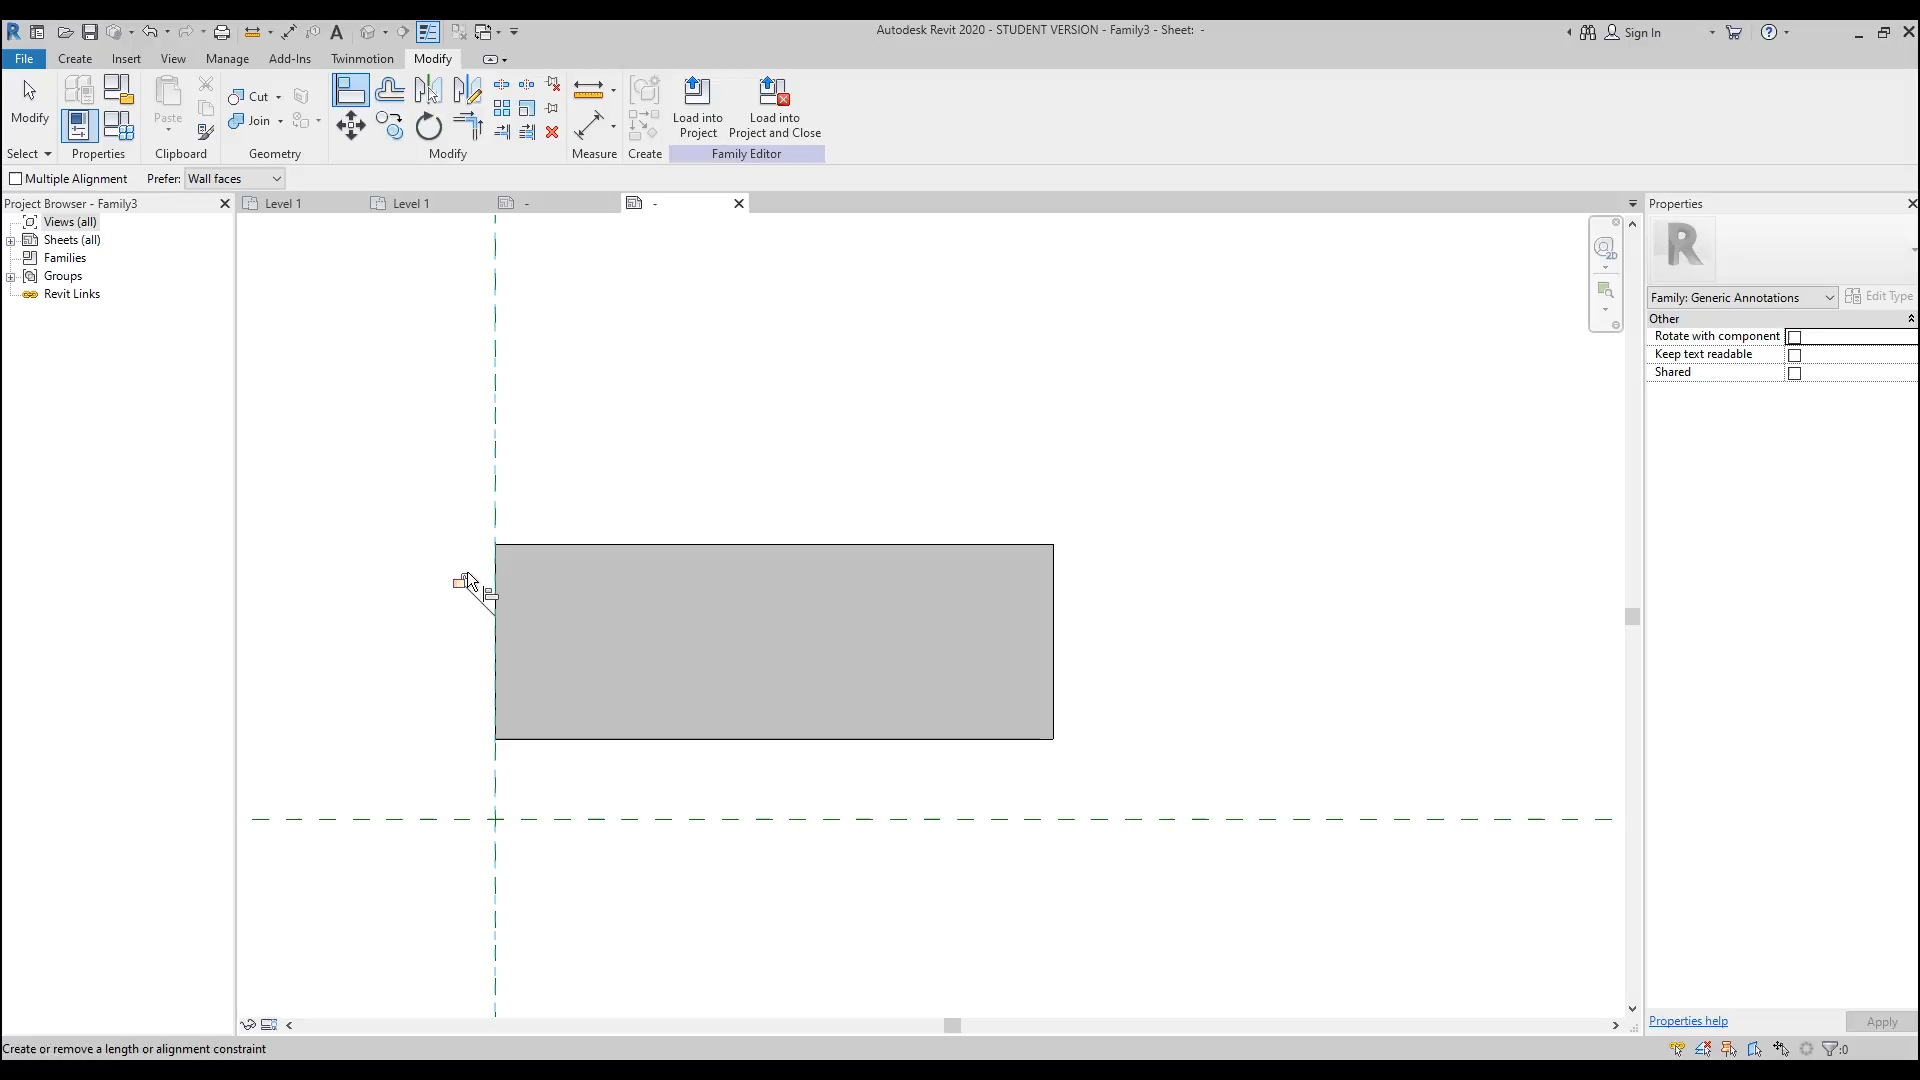 Autodesk Revit 2020 - STUDENT VERSION - Family3 - Sheet: -
Sign In
File
Create
Insert
View
Manage
Add-Ins
Twinmotion
Modify
Modify
Paste
Cut
Join
Load into
Project
Load into
Project and Close
Select
Properties
Clipboard
Geometry
Modify
Measure
Create
Family Editor
Multiple Alignment
Prefer:
Wall faces
Project Browser - Family3
Views (all)
Sheets (all)
Families
Groups
Revit Links
Level 1
Level 1
-
-
2D
Properties
R
Family: Generic Annotations
Edit Type
Other
Rotate with component
Keep text readable
Shared
Properties help
Apply
Create or remove a length or alignment constraint
:0